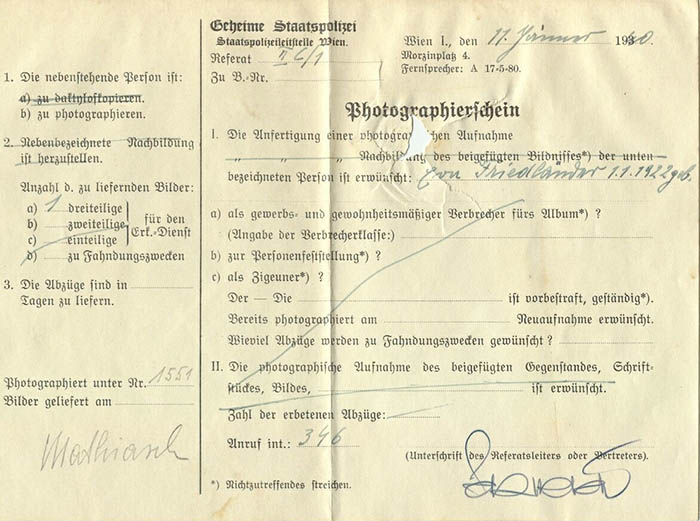 1. Die nebenstehende Person ist:
a) zu daktyloskopieren.
b) zu photographieren.
2. Nebenbezeichnete Nachbildung
ist herzustellen.
Anzahl d. zu liefernden Bilder:
a) 1 dreiteilige
b) zweiteilige
c) einteilige
für den
Erk.-Dienst
d) zu Fahndungszwecken
3. Die Abzüge sind in
Tagen zu liefern.
Photographiert unter Nr. 1551
Bilder geliefert am
Mathiasch
Geheime Staatspolizei
Staatspolizeileitstelle Wien.
Referat II C/1
Zu B.-Nr.
Wien I., den 11. Jänner 1940.
Morzinplatz 4.
Fernsprecher: A 17-5-80.
Photographierschein
I. Die Anfertigung einer photographischen Aufnahme
„ „ „ Nachbildung des beigefügten Bildnisses*) der unten
bezeichneten Person ist erwünscht: Friedländer 1.1.1922 geb.
a) als gewerbs- und gewohnheitsmäßiger Verbrecher fürs Album*) ?
(Angabe der Verbrecherklasse:)
b) zur Personenfeststellung*) ?
c) als Zigeuner*) ?
Der — Die ist vorbestraft, geständig*).
Bereits photographiert am Neuaufnahme erwünscht.
Wieviel Abzüge werden zu Fahndungszwecken gewünscht ?
II. Die photographische Aufnahme des beigefügten Gegenstandes, Schrift-
stückes, Bildes, ist erwünscht.
Zahl der erbetenen Abzüge:
Anruf int.: 346
(Unterschrift des Referatsleiters oder Vertreters).
*) Nichtzutreffendes streichen.